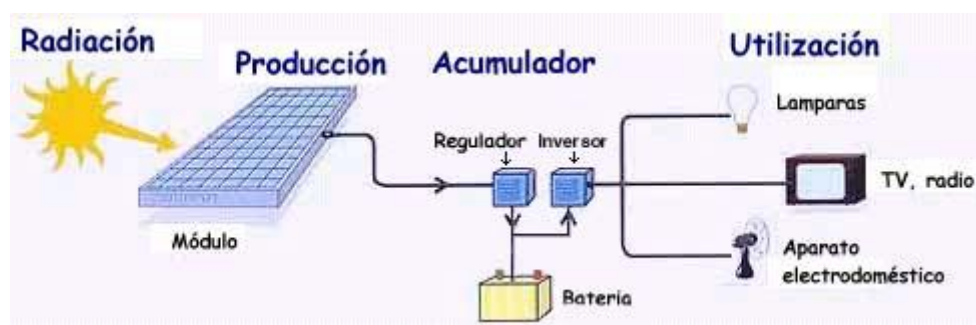 Radiación
Producción
Acumulador
Utilización
Regulador
Inversor
Lamparas
TV, radio
Módulo
Aparato
electrodoméstico
Bateria